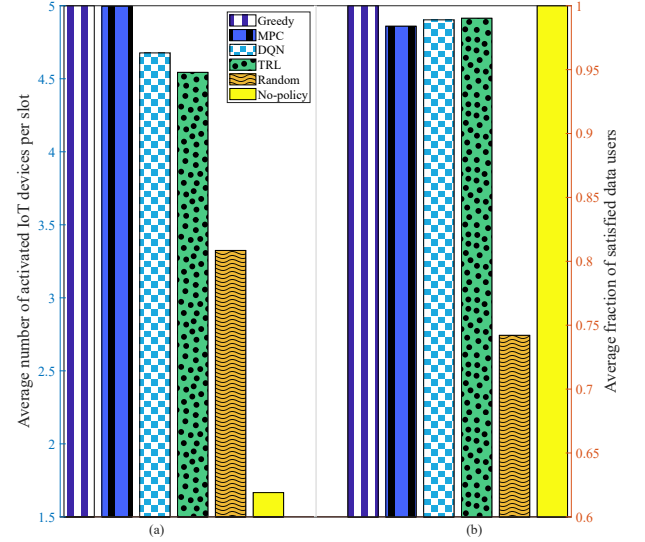 5
4.5
4
3.5
3
2.5
2
1.5
Average number of activated IoT devices per slot
Greedy
MPC
DQN
TRL
Random
No-policy
1
0.95
0.9
0.85
0.8
0.75
0.7
0.65
0.6
Average fraction of satisfied data users
(a)
(b)